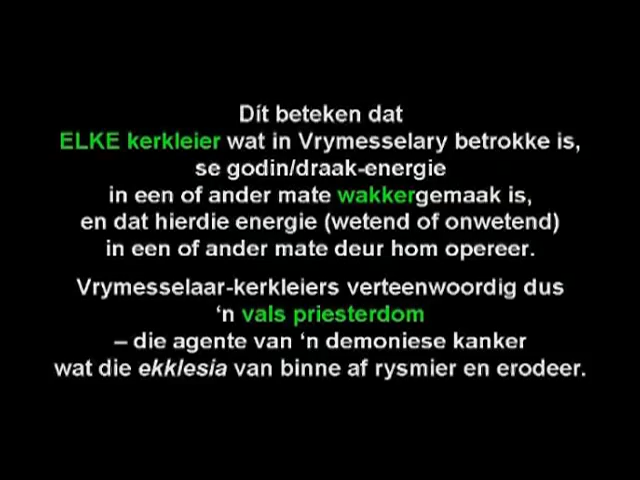 Dít beteken dat
ELKE kerkleier wat in Vrymesselary betrokke is,
se godin/draak-energie
in een of ander mate wakkergemaak is,
en dat hierdie energie (wetend of onwetend)
in een of ander mate deur hom opereer.
Vrymesselaar-kerkleiers verteenwoordig dus
‘n vals priesterdom
– die agente van ‘n demoniese kanker
wat die ekklesia van binne af rysmier en erodeer.